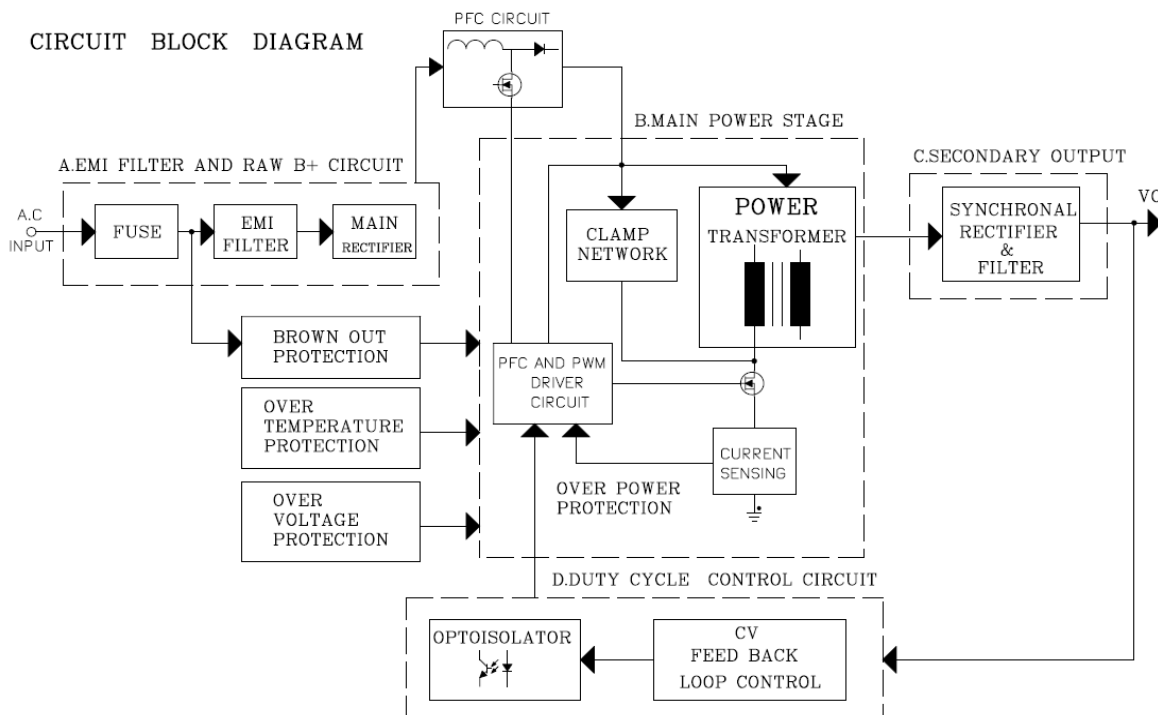 PFC CIRCUIT
CIRCUIT BLOCK DIAGRAM
B.MAIN POWER STAGE
A.EMI FILTER AND RAW B+ CIRCUIT
C.SECONDARY OUTPUT
A.C
INPUT
FUSE
EMI
FILTER
MAIN
RECTIFIER
CLAMP
NETWORK
POWER
TRANSFORMER
SYNCHRONAL
RECTIFIER
&
FILTER
BROWN OUT
PROTECTION
PFC AND PWM
DRIVER
CIRCUIT
OVER
TEMPERATURE
PROTECTION
CURRENT
SENSING
OVER POWER
PROTECTION
OVER
VOLTAGE
PROTECTION
D.DUTY CYCLE CONTROL CIRCUIT
OPTOISOLATOR
CV
FEED BACK
LOOP CONTROL